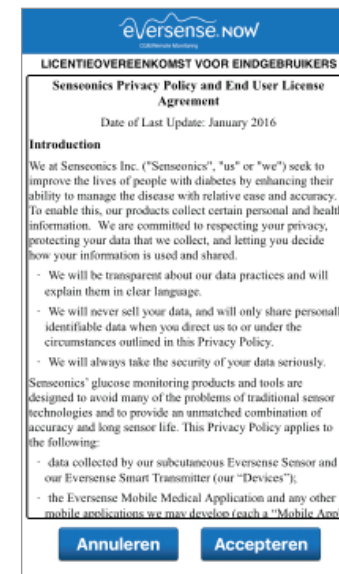 eversense.NOW
CGM Remote Monitoring
LICENTIEOVEREENKOMST VOOR EINDGEBRUIKERS
Senseonics Privacy Policy and End User License
Agreement
Date of Last Update: January 2016
Introduction
We at Senseonics Inc. ("Senseonics", "us" or "we") seek to
improve the lives of people with diabetes by enhancing their
ability to manage the disease with relative ease and accuracy.
To enable this, our products collect certain personal and health
information. We are committed to respecting your privacy,
protecting your data that we collect, and letting you decide
how your information is used and shared.
· We will be transparent about our data practices and will
explain them in clear language.
· We will never sell your data, and will only share personally
identifiable data when you direct us to or under the
circumstances outlined in this Privacy Policy.
· We will always take the security of your data seriously.
Senseonics' glucose monitoring products and tools are
designed to avoid many of the problems of traditional sensor
technologies and to provide an unmatched combination of
accuracy and long sensor life. This Privacy Policy applies to
the following:
· data collected by our subcutaneous Eversense Sensor and
our Eversense Smart Transmitter (our “Devices”);
· the Eversense Mobile Medical Application and any other
mobile applications we may develop (each a “Mobile App
Annuleren
Accepteren